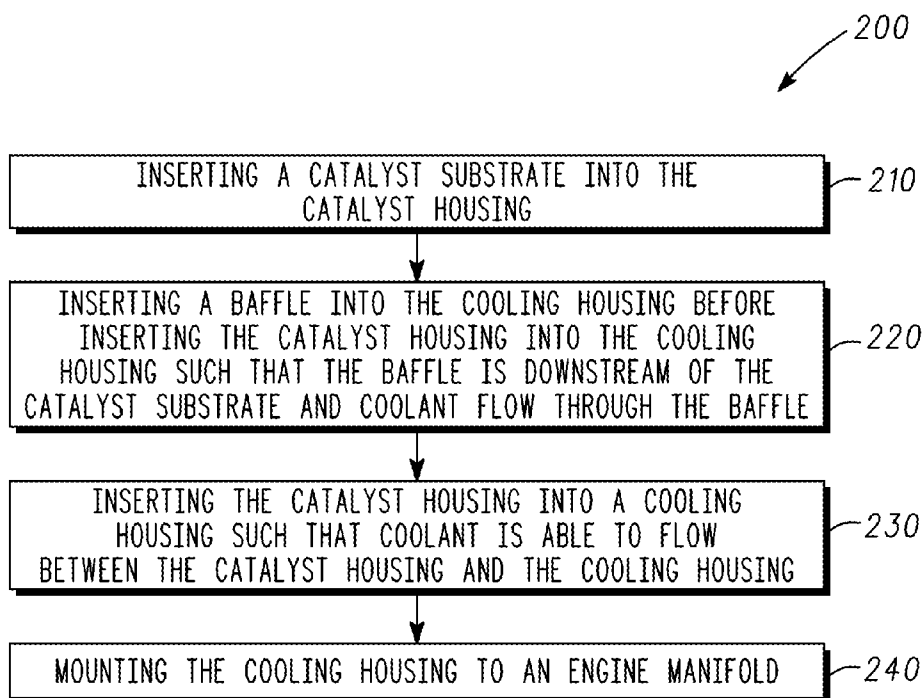 200
INSERTING A CATALYST SUBSTRATE INTO THE
CATALYST HOUSING
210
INSERTING A BAFFLE INTO THE COOLING HOUSING BEFORE
INSERTING THE CATALYST HOUSING INTO THE COOLING
HOUSING SUCH THAT THE BAFFLE IS DOWNSTREAM OF THE
CATALYST SUBSTRATE AND COOLANT FLOW THROUGH THE BAFFLE
220
INSERTING THE CATALYST HOUSING INTO A COOLING
HOUSING SUCH THAT COOLANT IS ABLE TO FLOW
BETWEEN THE CATALYST HOUSING AND THE COOLING HOUSING
230
MOUNTING THE COOLING HOUSING TO AN ENGINE MANIFOLD
240